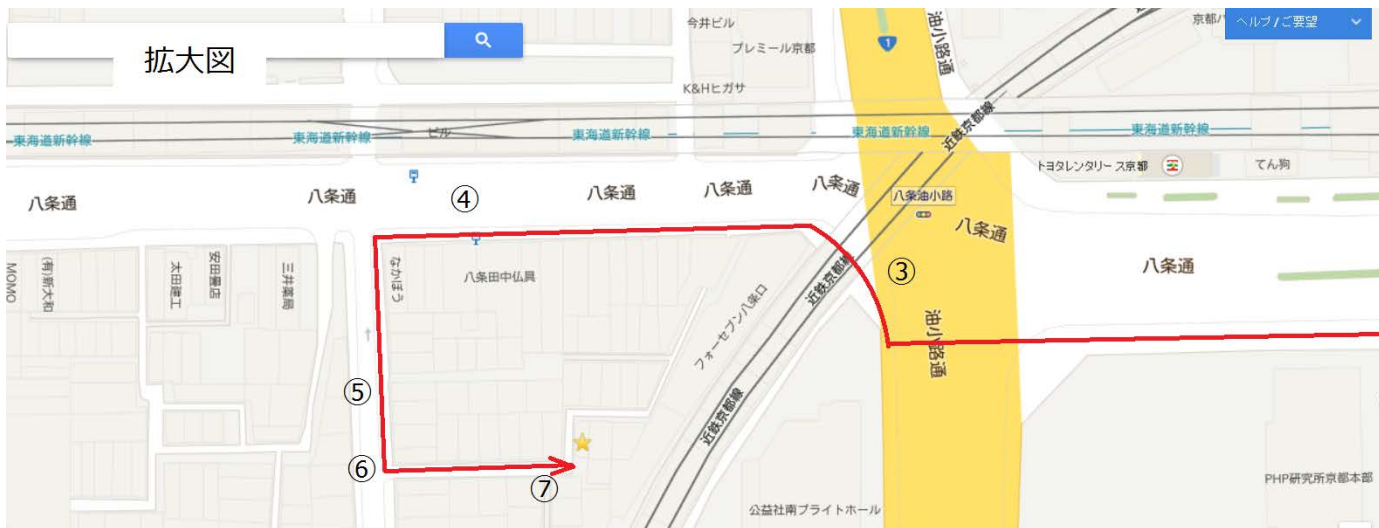 今井ビル
京都
ヘルプ/ご要望
プレミール京都
油小路通
1
拡大図
K&Hヒガサ
東海道新幹線
東海道新幹線
ビル
東海道新幹線
東海道新幹線
近鉄京都線
東海道新幹線
トヨタレンタリース京都
てん狗
八条通
八条通
④
八条通
八条通
八条通
八条油小路
八条通
八条通
MOMO
(有)新大和
太田建工
安田畳店
三井薬局
なかぼう
八条田中仏具
フォーセブン八条口
近鉄京都線
③
油小路通
⑤
近鉄京都線
⑥
⑦
PHP研究所京都本部
公益社南ブライトホール